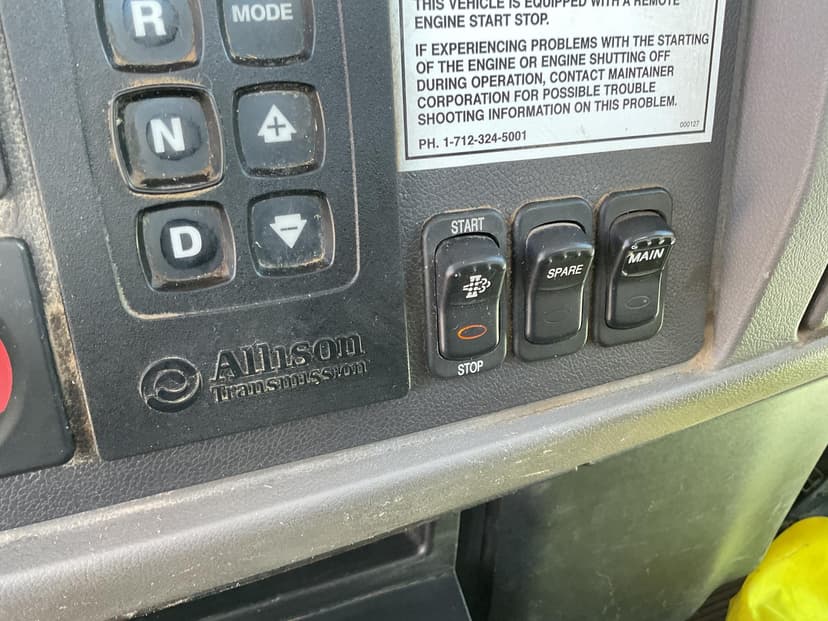 R
MODE
N
D
Allison
Transmission
THIS VEHICLE IS EQUIPPED WITH A REMOTE
ENGINE START STOP.
IF EXPERIENCING PROBLEMS WITH THE STARTING
OF THE ENGINE OR ENGINE SHUTTING OFF
DURING OPERATION, CONTACT MAINTAINER
CORPORATION FOR POSSIBLE TROUBLE
SHOOTING INFORMATION ON THIS PROBLEM.
PH. 1-712-324-5001
000127
START
STOP
SPARE
MAIN